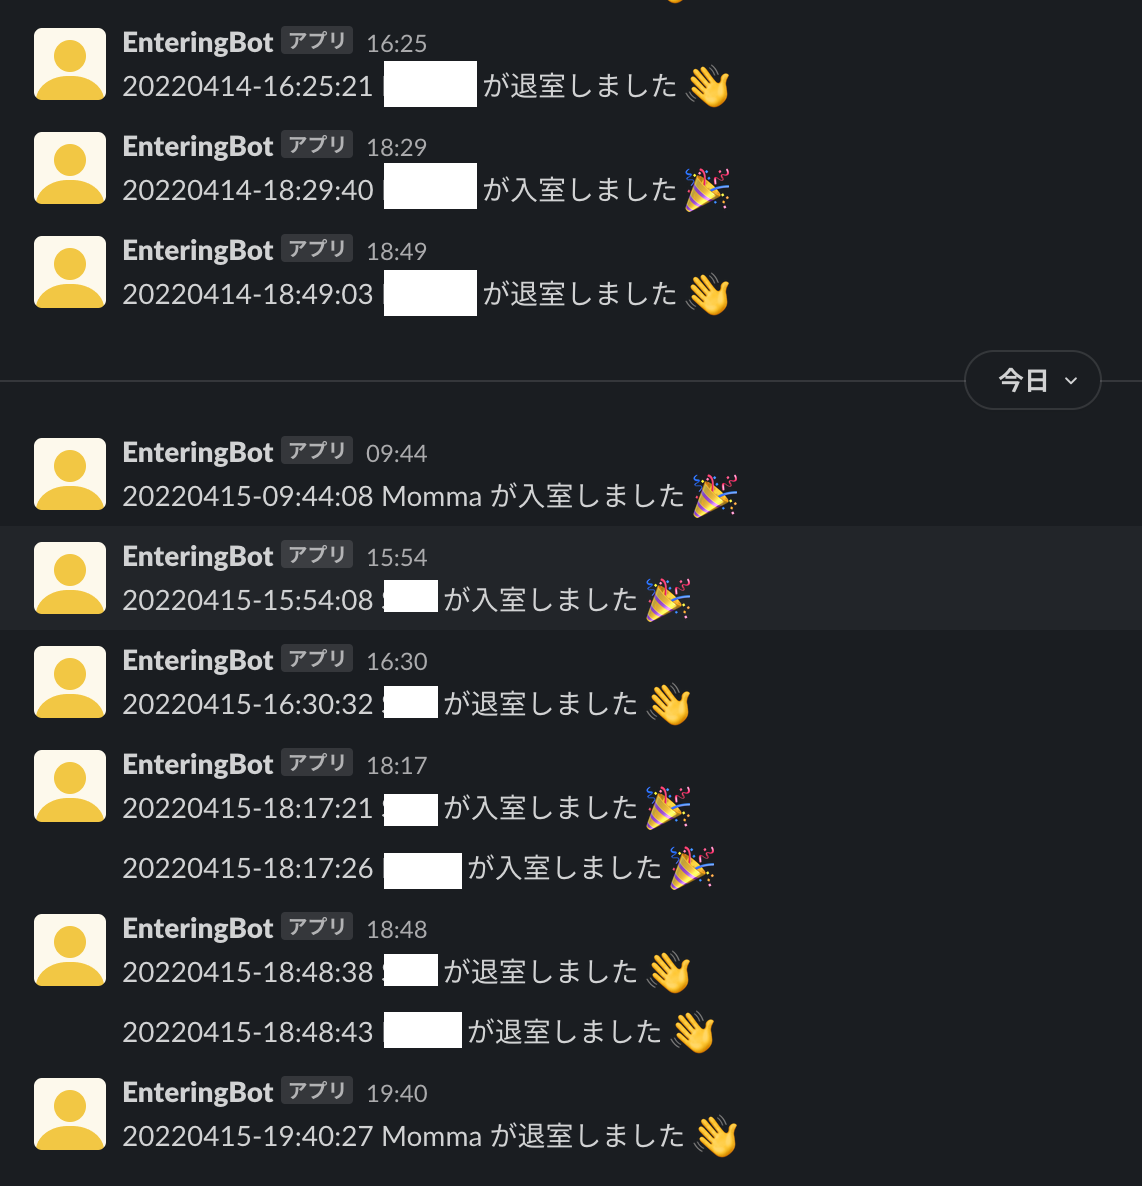 EnteringBot アプリ 16:25
20220414-16:25:21 が退室しました 👋
EnteringBot アプリ 18:29
20220414-18:29:40 が入室しました 🎉
EnteringBot アプリ 18:49
20220414-18:49:03 が退室しました 👋
今日
EnteringBot アプリ 09:44
20220415-09:44:08 Momma が入室しました 🎉
EnteringBot アプリ 15:54
20220415-15:54:08 が入室しました 🎉
EnteringBot アプリ 16:30
20220415-16:30:32 が退室しました 👋
EnteringBot アプリ 18:17
20220415-18:17:21 が入室しました 🎉
20220415-18:17:26 が入室しました 🎉
EnteringBot アプリ 18:48
20220415-18:48:38 が退室しました 👋
20220415-18:48:43 が退室しました 👋
EnteringBot アプリ 19:40
20220415-19:40:27 Momma が退室しました 👋